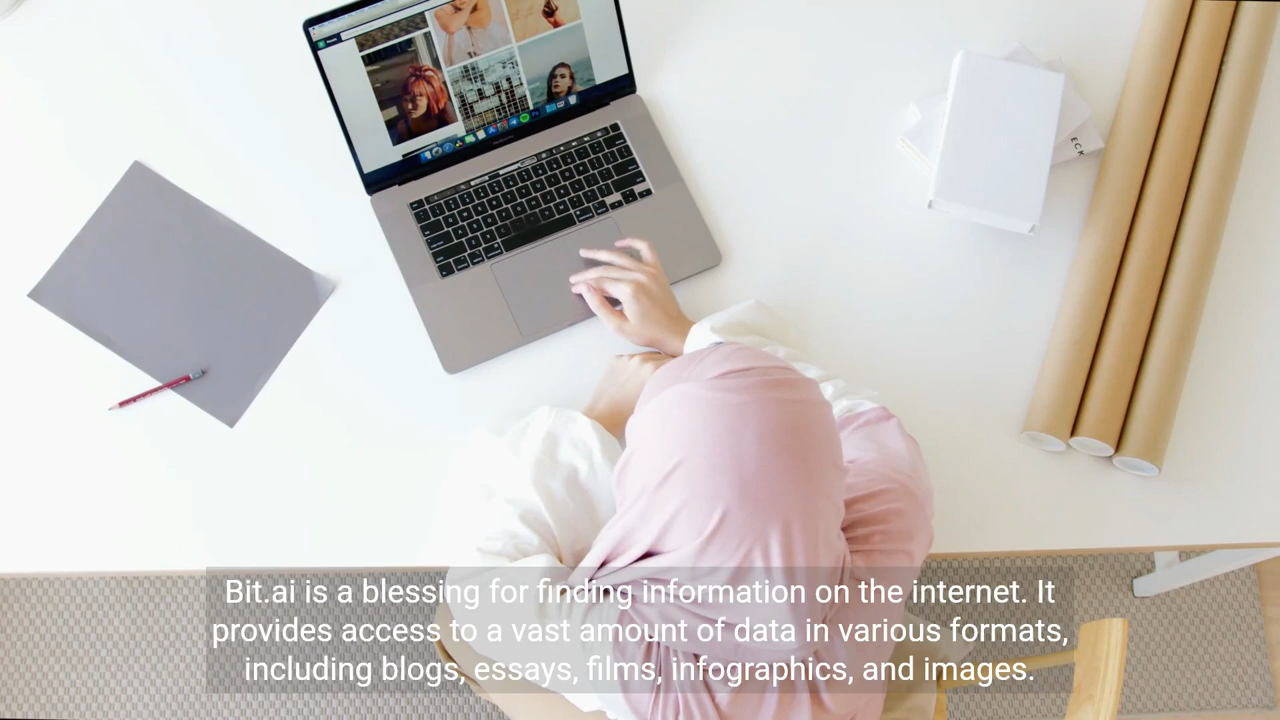 ECK
Bit.ai is a blessing for finding information on the internet. It
provides access to a vast amount of data in various formats,
including blogs, essays, films, infographics, and images.